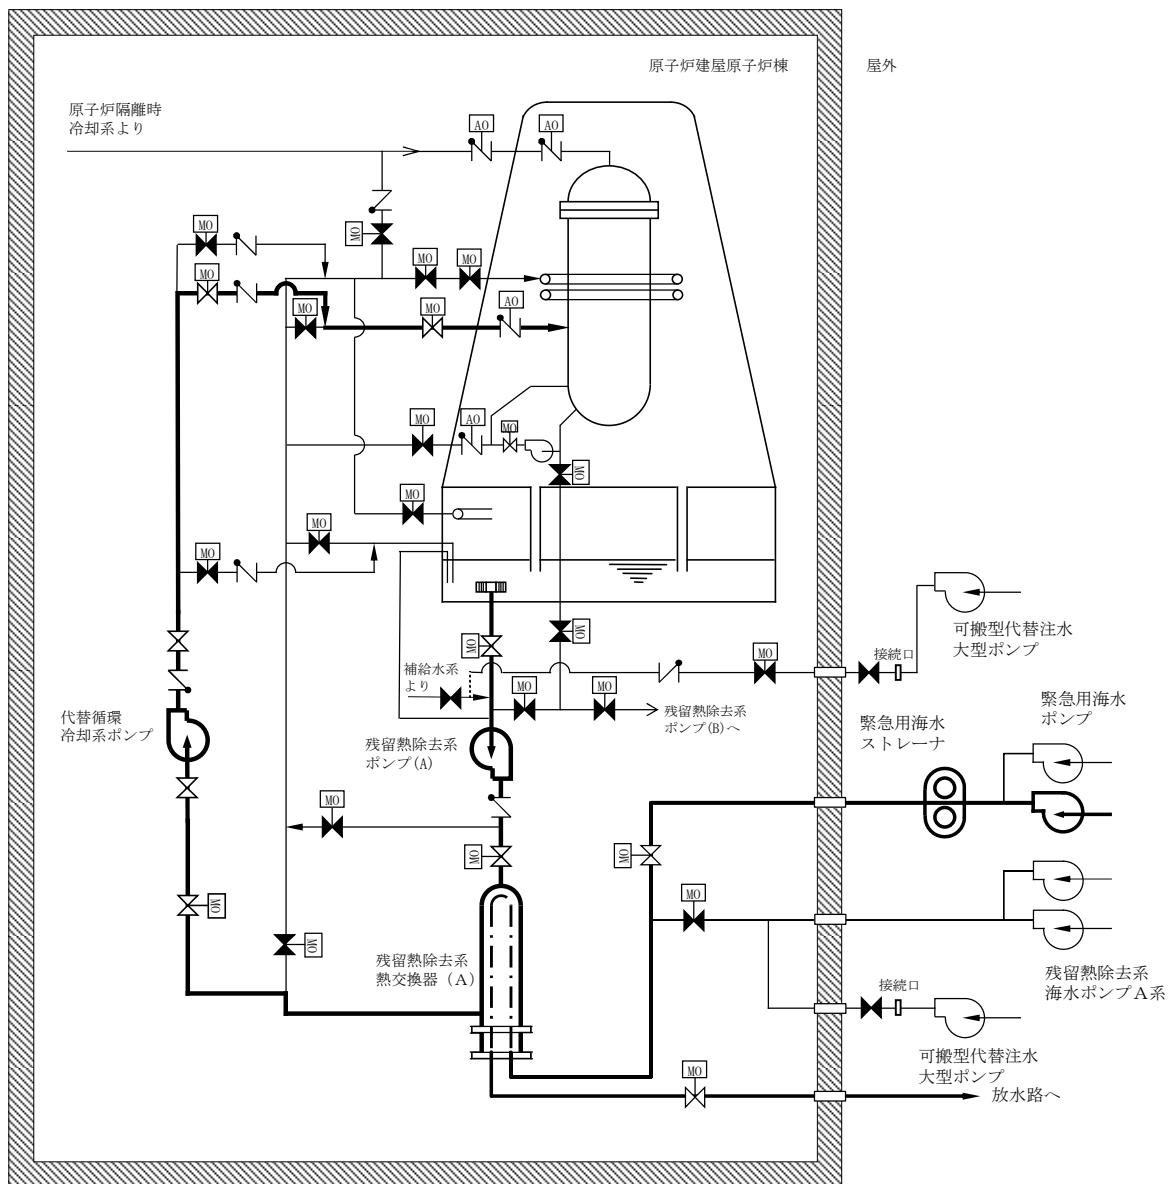 原子炉建屋原子炉棟
屋外
原子炉隔離時
冷却系より
AO
AO
MO
MO
MO
MO
MO
AO
MO
MO
MO
MO
AO
MO
MO
MO
MO
MO
MO
可搬型代替注水
大型ポンプ
MO
MO
接続口
補給水系
より
MO
MO
MO
残留熱除去系
ポンプ(B)へ
緊急用海水
ポンプ
緊急用海水
ストレーナ
代替循環
冷却系ポンプ
残留熱除去系
ポンプ(A)
MO
MO
MO
MO
MO
MO
残留熱除去系
熱交換器(A)
残留熱除去系
海水ポンプA系
接続口
可搬型代替注水
大型ポンプ
MO
放水路へ